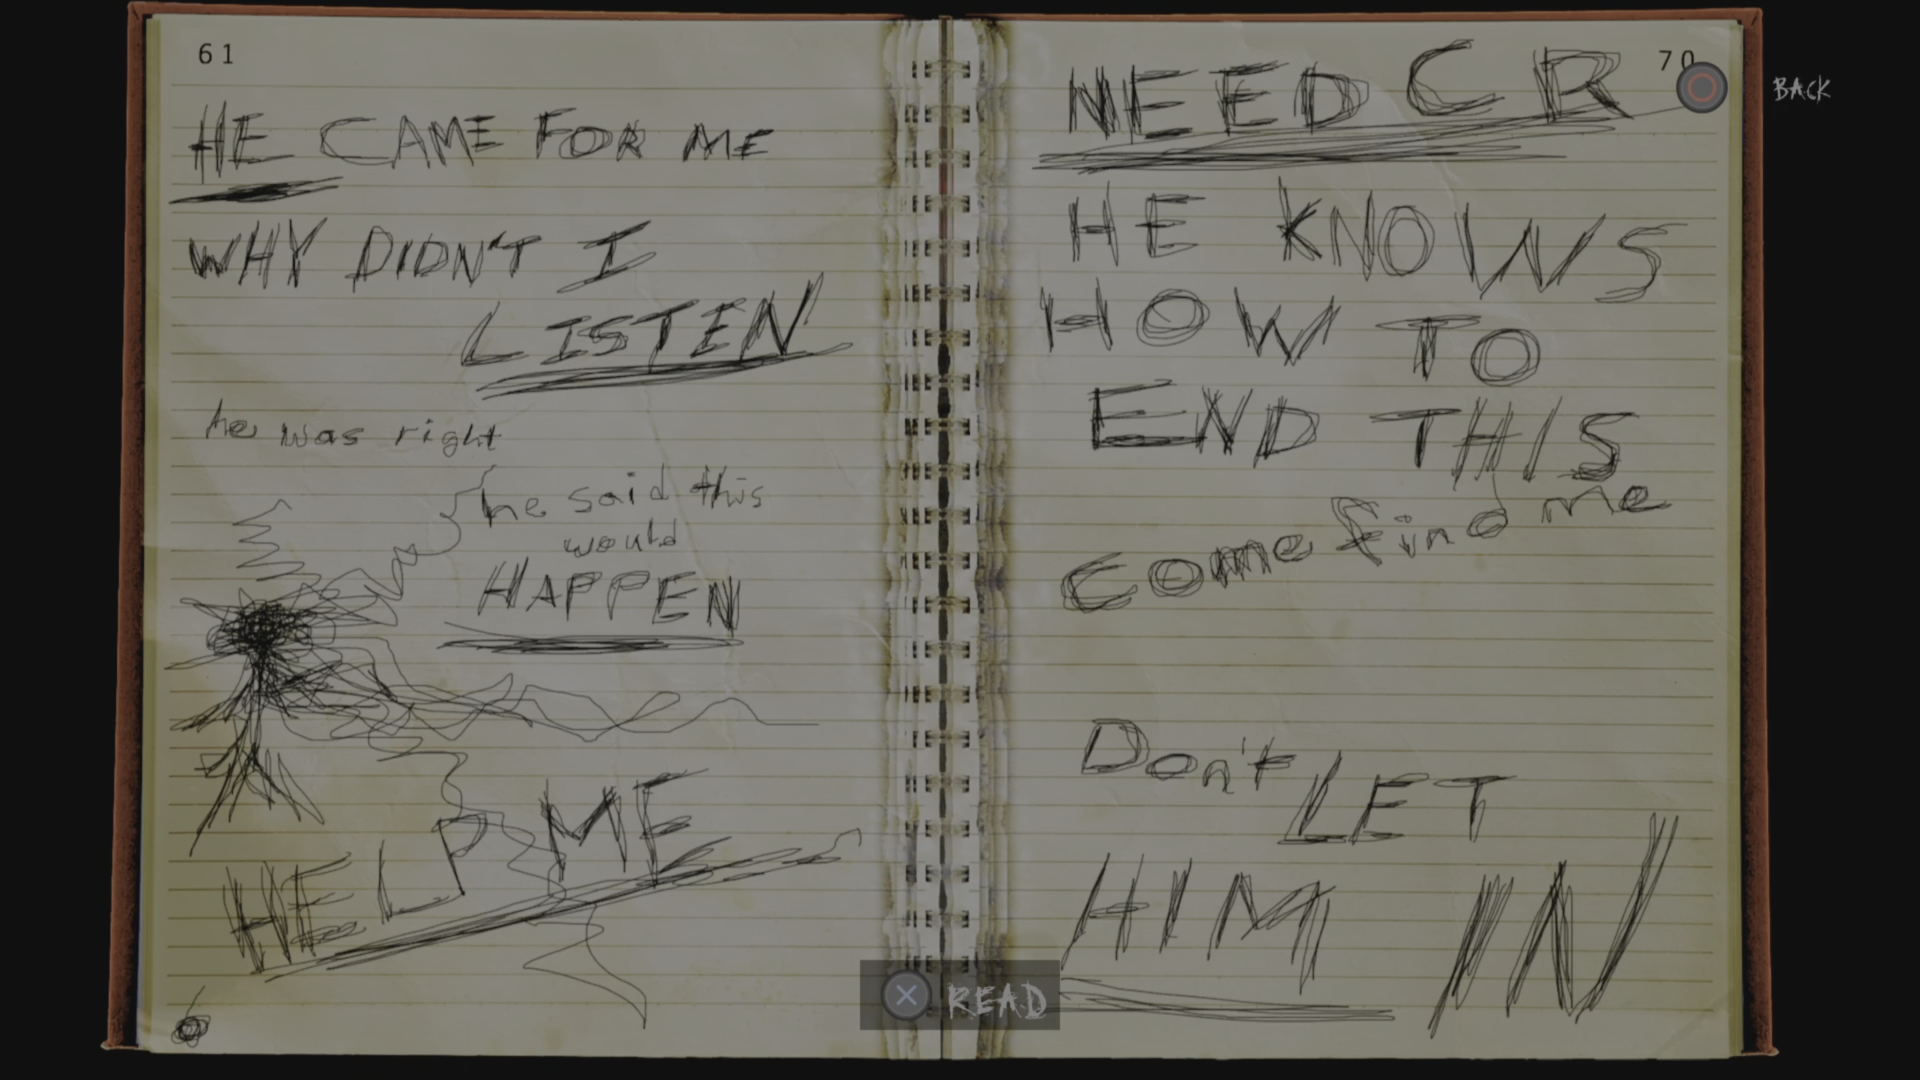 61
HE CAME FOR ME
WHY DIDN'T I
LISTEN
he was right
he said this
would
HAPPEN
HELP ME
70
NEED CR
HE KNOWS
HOW TO
END THIS
come find me
Don't LET
HIM IN
BACK
READ